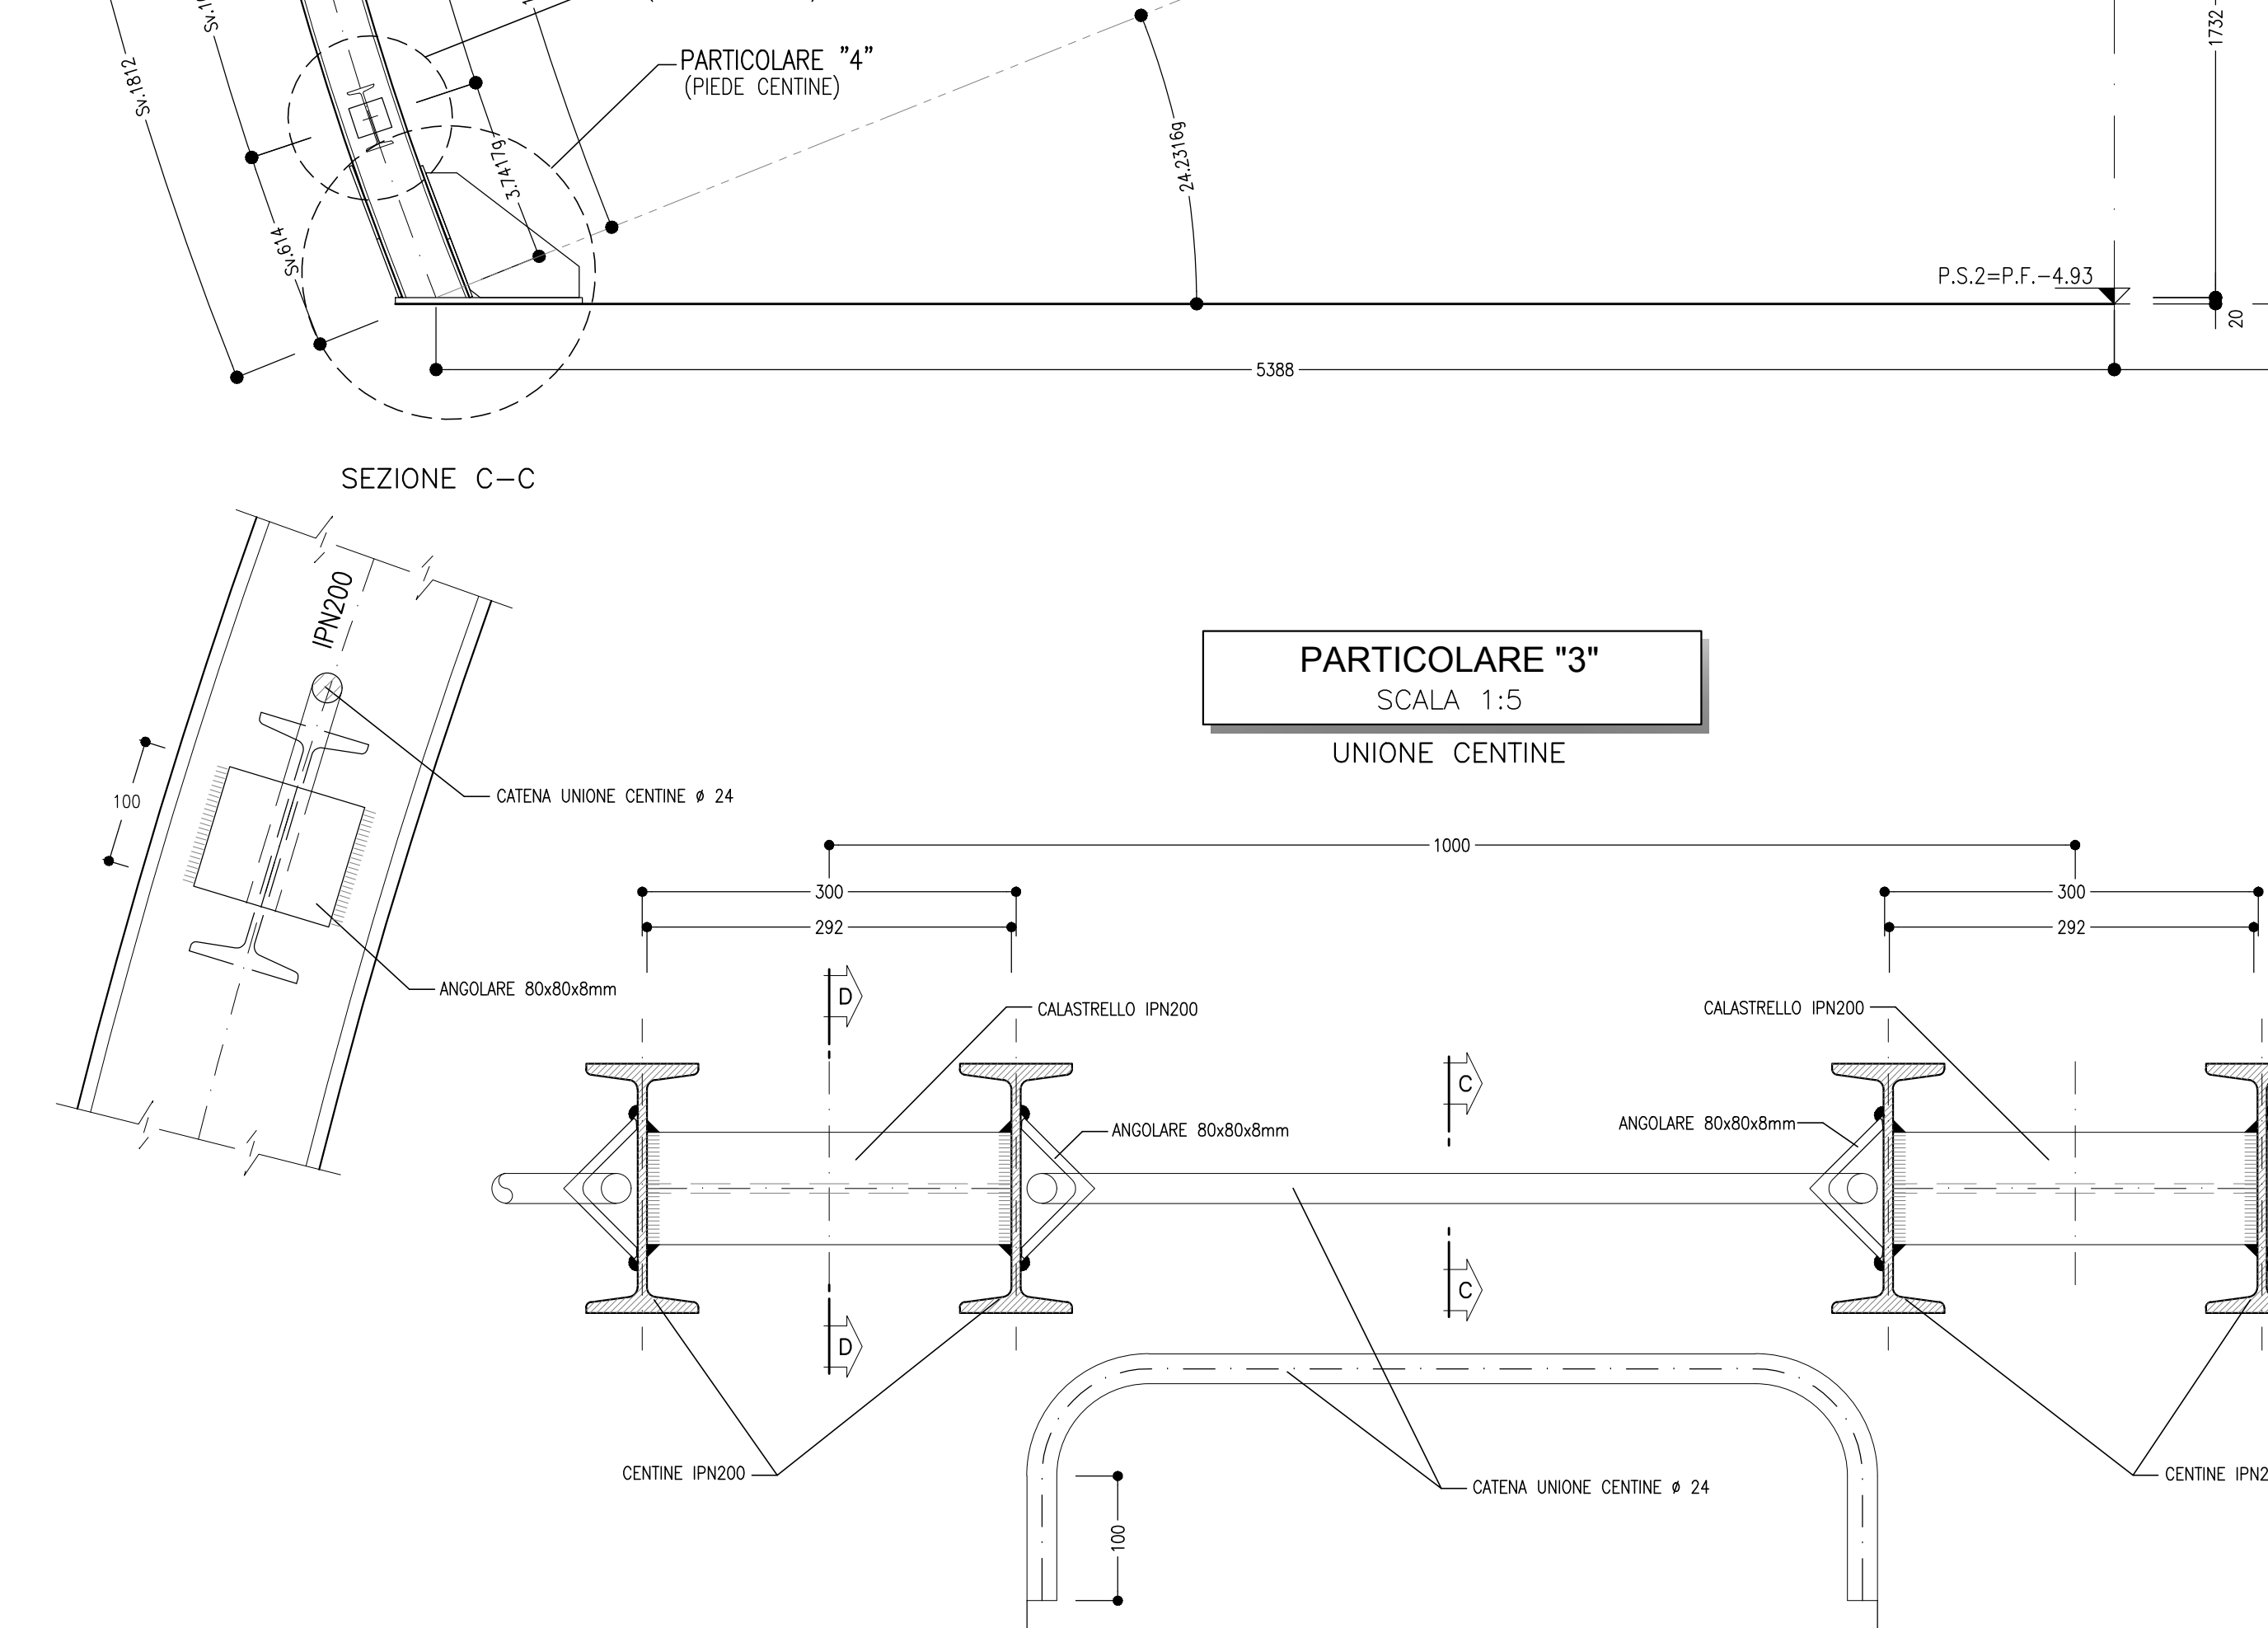 1732
Sv.1812
PARTICOLARE "4"
(PIEDE CENTINE)
3.7417g
24.2316g
Sv.614
P.S.2=P.F.-4.93
20
5388
SEZIONE C-C
IPN200
PARTICOLARE "3"
SCALA 1:5
UNIONE CENTINE
100
CATENA UNIONE CENTINE ø 24
ANGOLARE 80x80x8mm
1000
300
300
292
292
D
CALASTRELLO IPN200
CALASTRELLO IPN200
C
ANGOLARE 80x80x8mm
ANGOLARE 80x80x8mm
C
D
CENTINE IPN200
CENTINE IPN2
CATENA UNIONE CENTINE ø 24
100